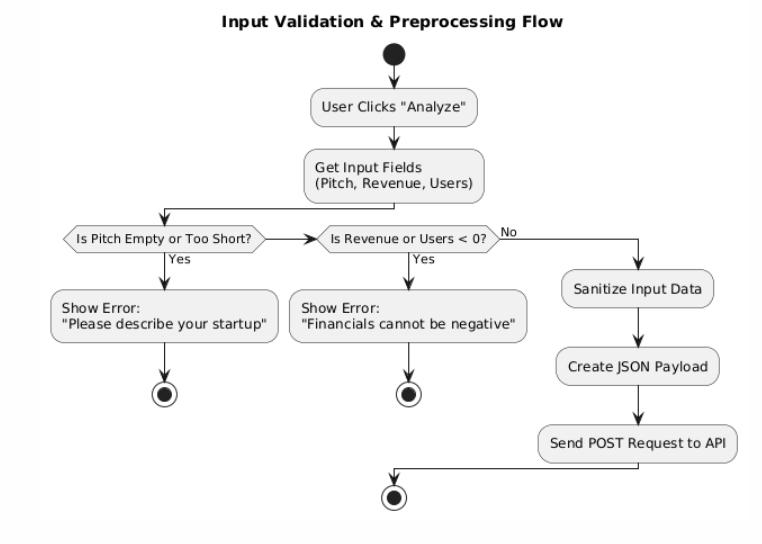 Input Validation & Preprocessing Flow
User Clicks "Analyze"
Get Input Fields
(Pitch, Revenue, Users)
Is Pitch Empty or Too Short?
Is Revenue or Users < 0?
No
Yes
Yes
Show Error:
"Please describe your startup"
Show Error:
"Financials cannot be negative"
Sanitize Input Data
Create JSON Payload
Send POST Request to API